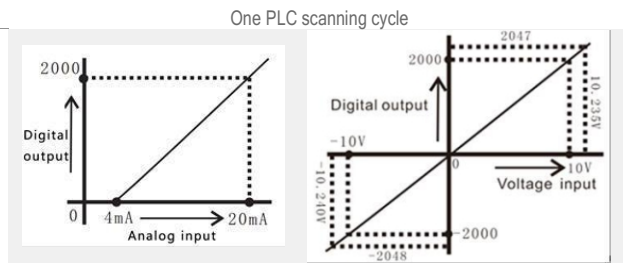 One PLC scanning cycle
2000
Digital
output
0
4mA
20mA
Analog input
2047
2000
Digital output
10.235V
-10V
0
10V
Voltage input
-10.240V
-2000
-2048